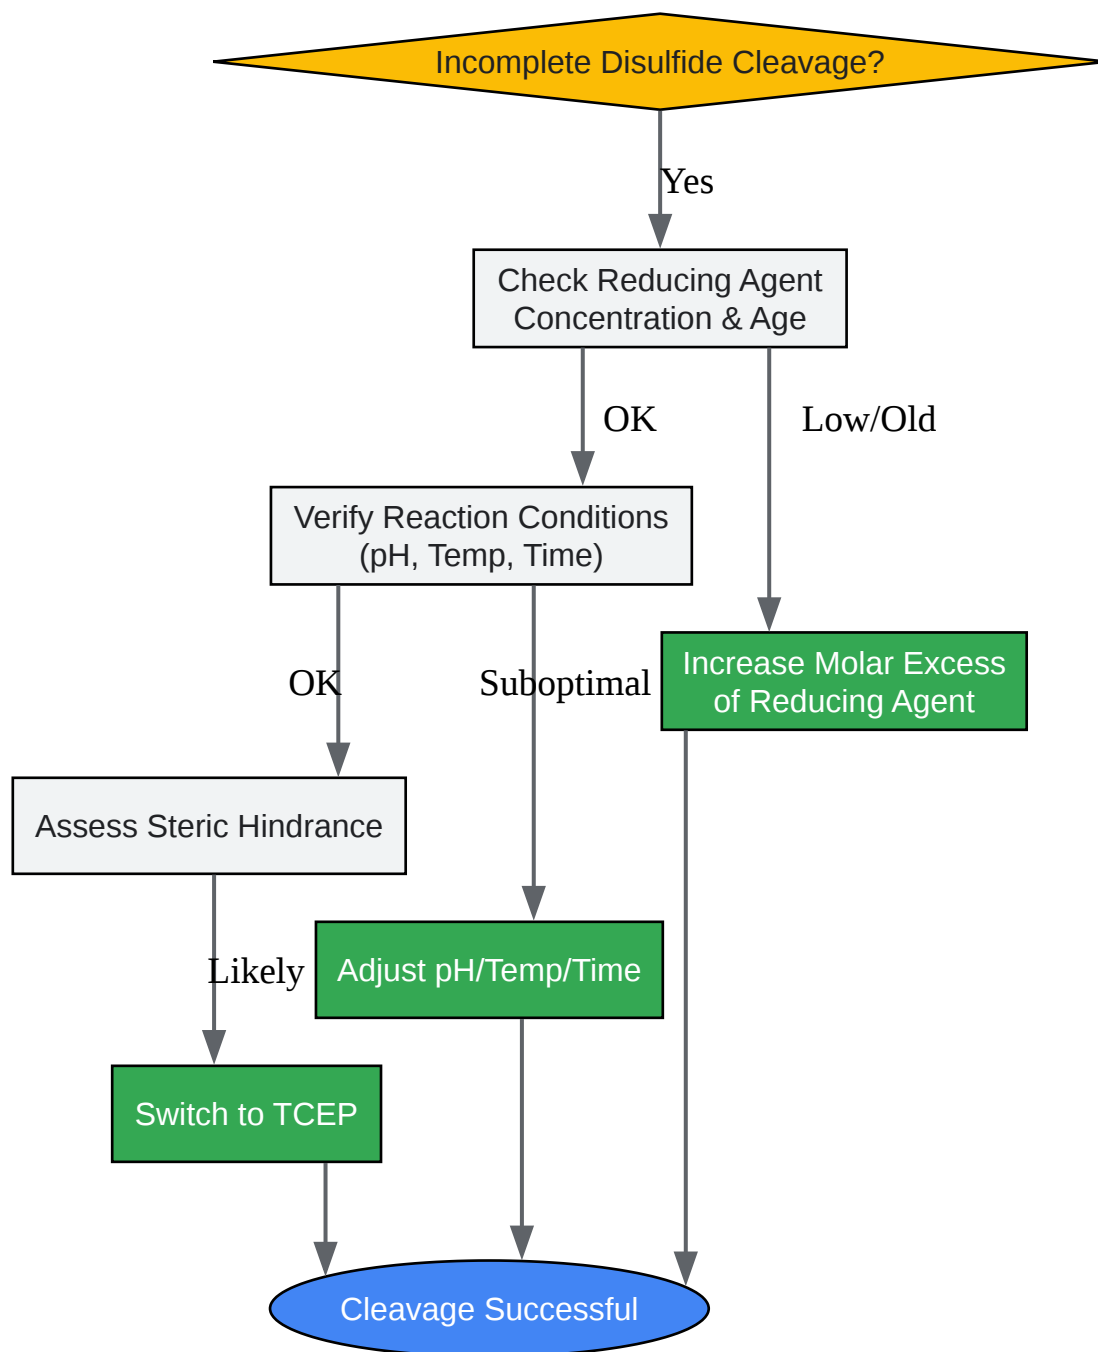 Incomplete Disulfide Cleavage?
Yes
Check Reducing Agent
Concentration & Age
OK
Low/Old
Verify Reaction Conditions
(pH, Temp, Time)
Increase Molar Excess
of Reducing Agent
OK
Suboptimal
Assess Steric Hindrance
Likely
Adjust pH/Temp/Time
Switch to TCEP
Cleavage Successful